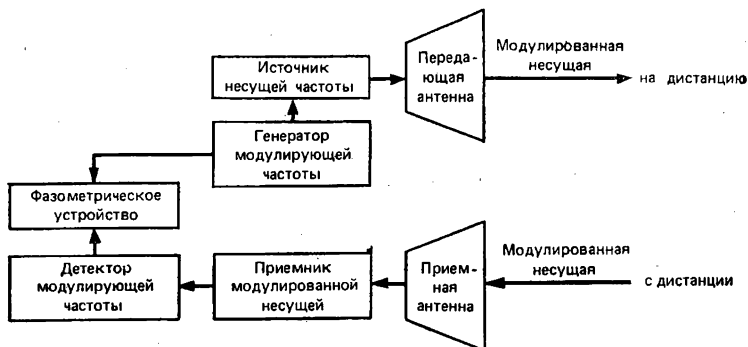 Источник
несущей частоты
Переда-
ющая
антенна
Модулированная
несущая
на дистанцию
Генератор
модулирующей
частоты
Фазометрическое
устройство
Детектор
модулирующей
частоты
Приемник
модулированной
несущей
Прием-
ная
антенна
Модулированная
несущая
с дистанции